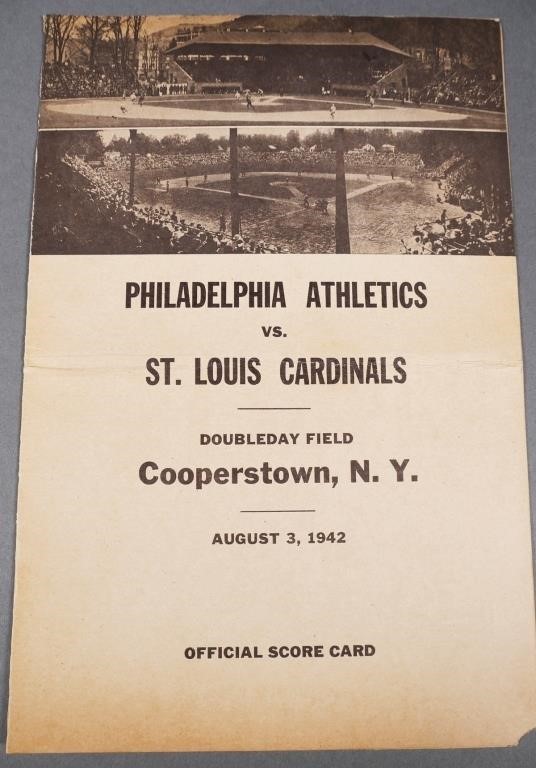 PHILADELPHIA ATHLETICS
VS.
ST. LOUIS CARDINALS
DOUBLEDAY FIELD
Cooperstown, N. Y.
AUGUST 3, 1942
OFFICIAL SCORE CARD